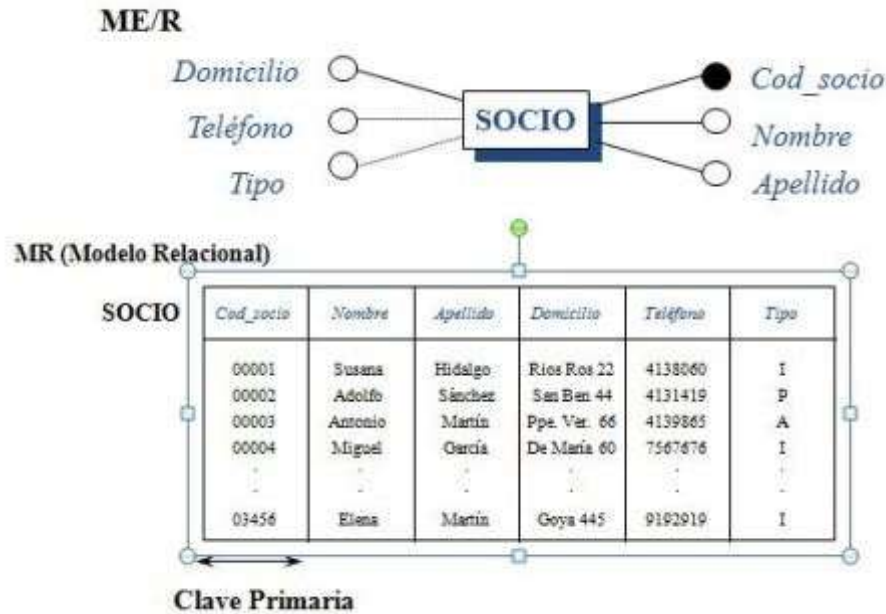 ME/R
Domicilio
Teléfono
Tipo
SOCIO
Cod_socio
Nombre
Apellido
MR (Modelo Relacional)
SOCIO
Cod_socio Nombre Apellido Domicilio Teléfono Tipo
00001 Susana Hidalgo Rios Ros 22 4138060 I
00002 Adolfo Sánchez San Ben 44 4131419 P
00003 Antonio Martín Ppe. Ver. 66 4139865 A
00004 Miguel García De María 60 7567676 I
. . . . . .
. . . . . .
03456 Elena Martín Goya 445 9192919 I
Clave Primaria